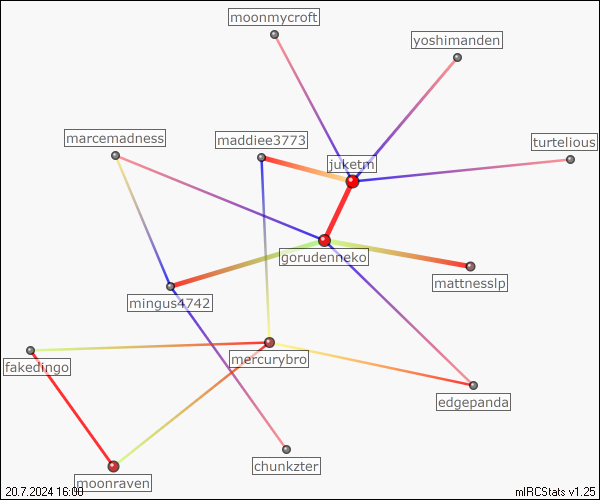 moonmycroft
yoshimanden
marcemadness
maddiee3773
turtelious
juketm
gorudenneko
mattnesslp
mingus4742
mercurybro
fakedingo
edgepanda
chunkzter
moonraven
20.7.2024 16:00
mIRCStats v1.25